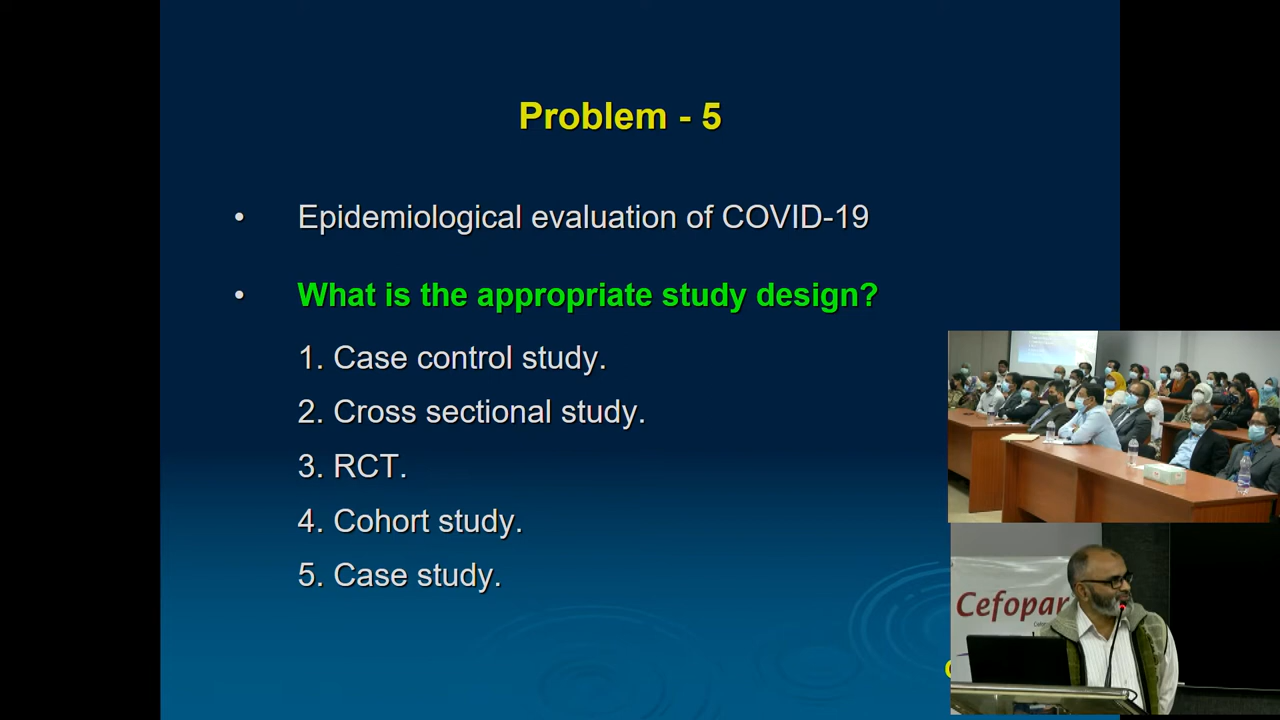 Problem - 5
• Epidemiological evaluation of COVID-19
• What is the appropriate study design?
1. Case control study.
2. Cross sectional study.
3. RCT.
4. Cohort study.
5. Case study.
Cefopar